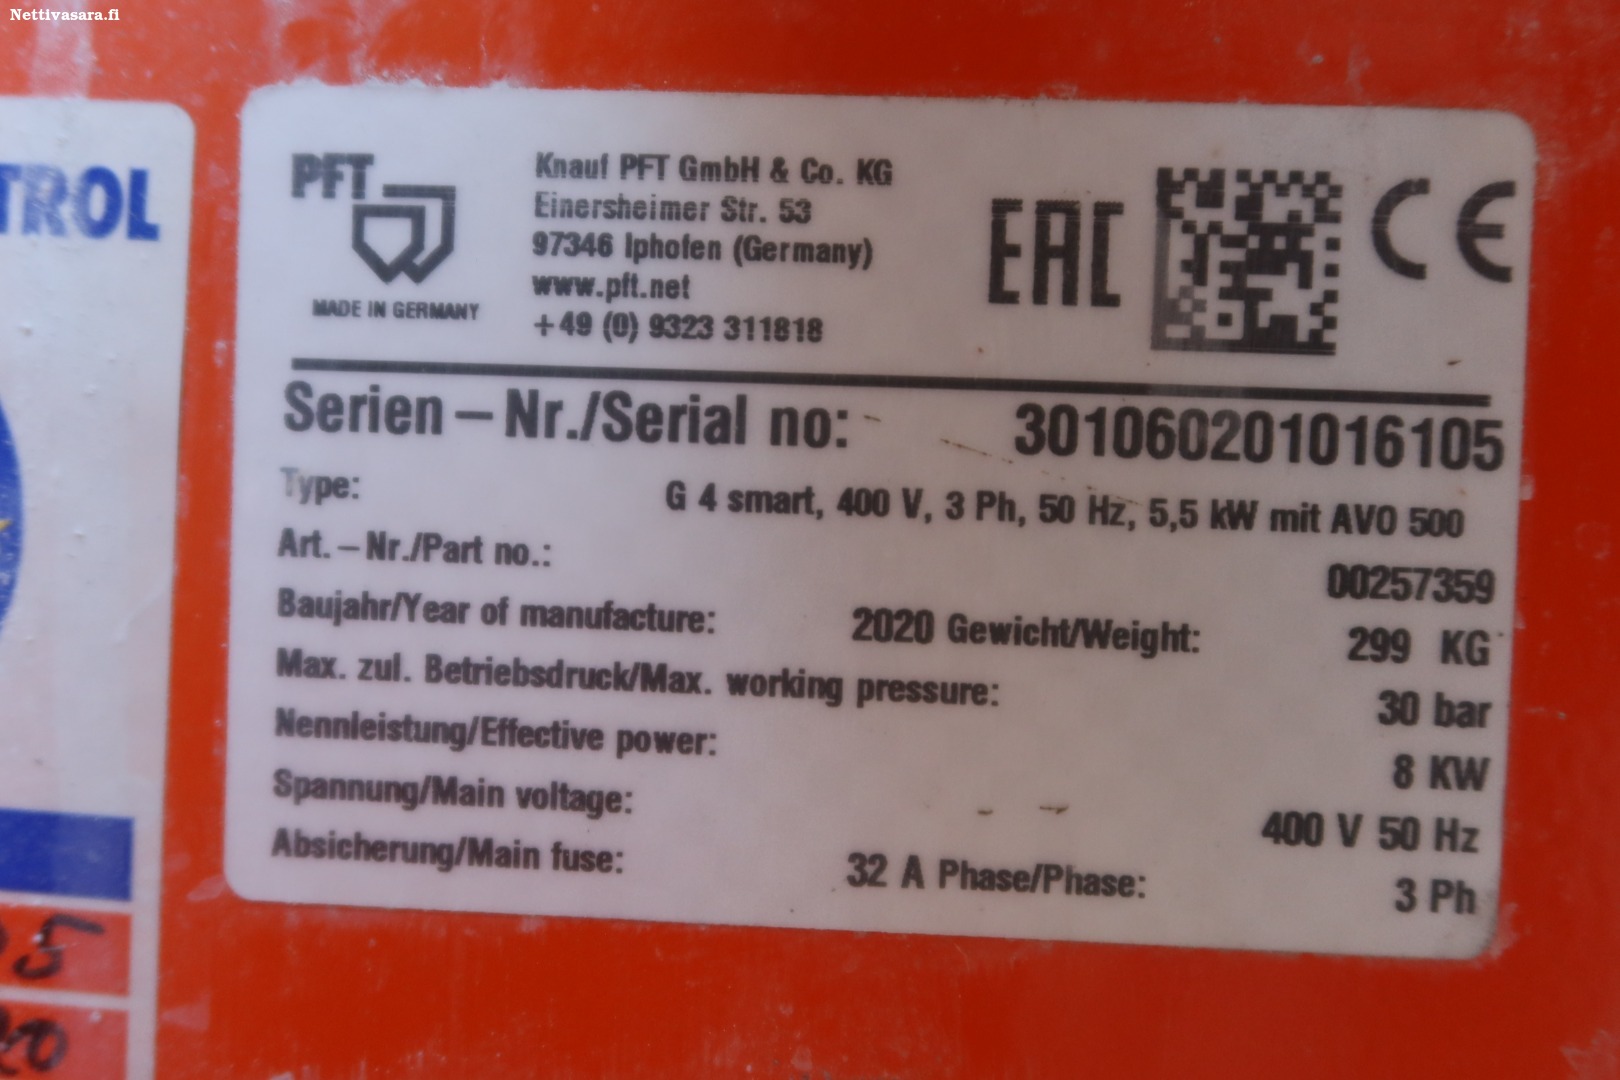 Nettivasara.fi
TROL
PFT
MADE IN GERMANY
Knauf PFT GmbH & Co. KG
Einersheimer Str. 53
97346 Iphofen (Germany)
www.pft.net
+49 (0) 9323 311818
EAC
CE
Serien – Nr./Serial no: 301060201016105
Type: G 4 smart, 400 V, 3 Ph, 50 Hz, 5,5 kW mit AVO 500
Art. – Nr./Part no.: 00257359
Baujahr/Year of manufacture: 2020 Gewicht/Weight: 299 KG
Max. zul. Betriebsdruck/Max. working pressure: 30 bar
Nennleistung/Effective power: 8 KW
Spannung/Main voltage: 400 V 50 Hz
Absicherung/Main fuse: 32 A Phase/Phase: 3 Ph